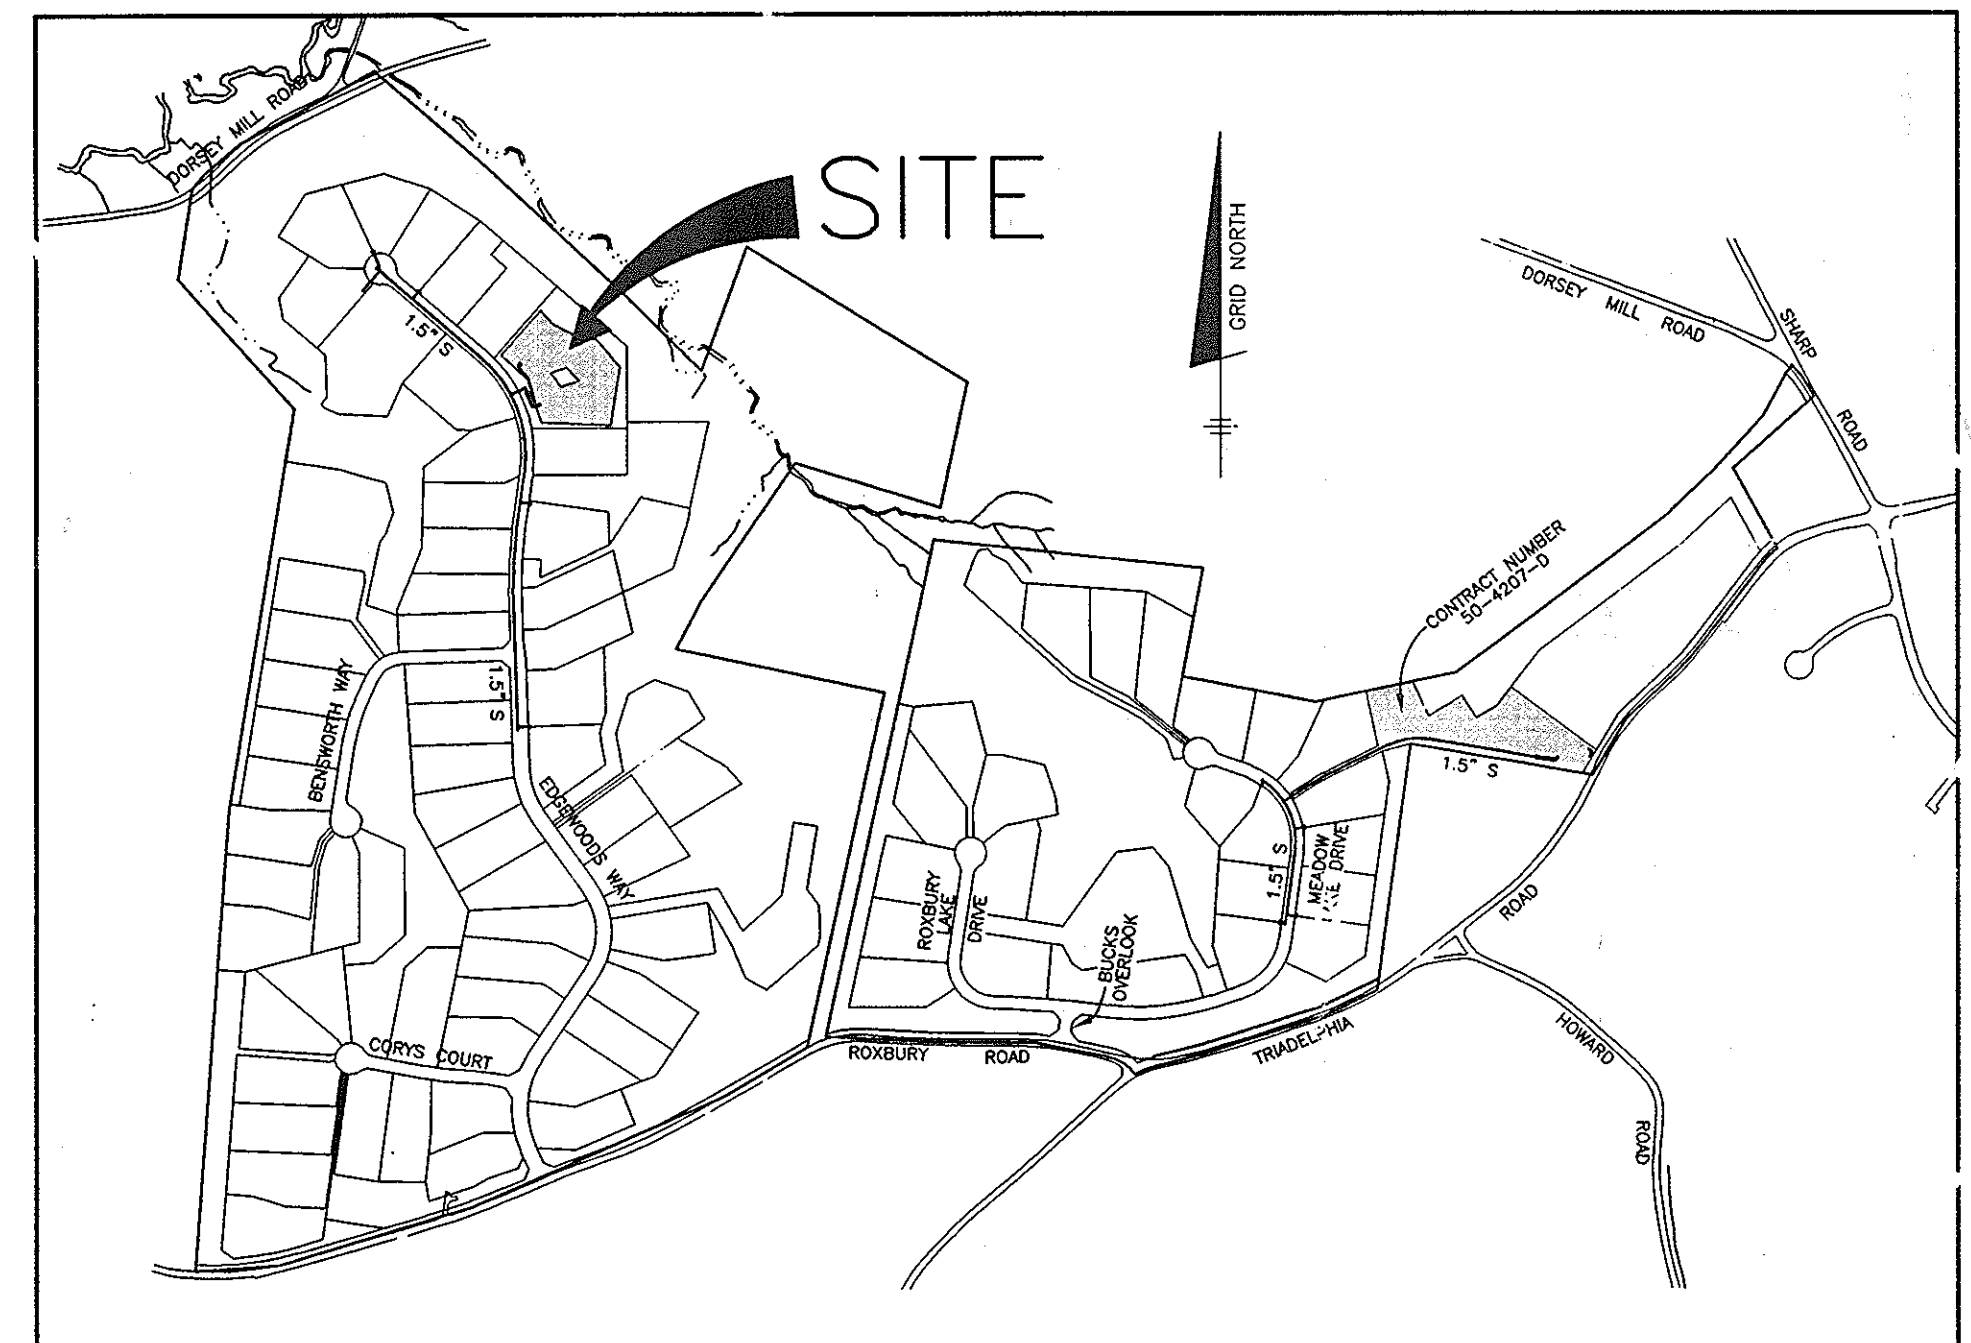 DORSEY MILL ROAD
SITE
GRID NORTH
DORSEY MILL ROAD
SHARP
ROAD
1.5" S
CONTRACT NUMBER
50-4207-D
BENSWORTH WAY
1.5" S
EDGEWOODS WAY
1.5" S
1.5" S
MEADOW
LAKE DRIVE
ROXBURY
LAKE
DRIVE
BUCKS
OVERLOOK
ROAD
CORYS COURT
ROXBURY ROAD
TRIADELPHIA
HOWARD
ROAD